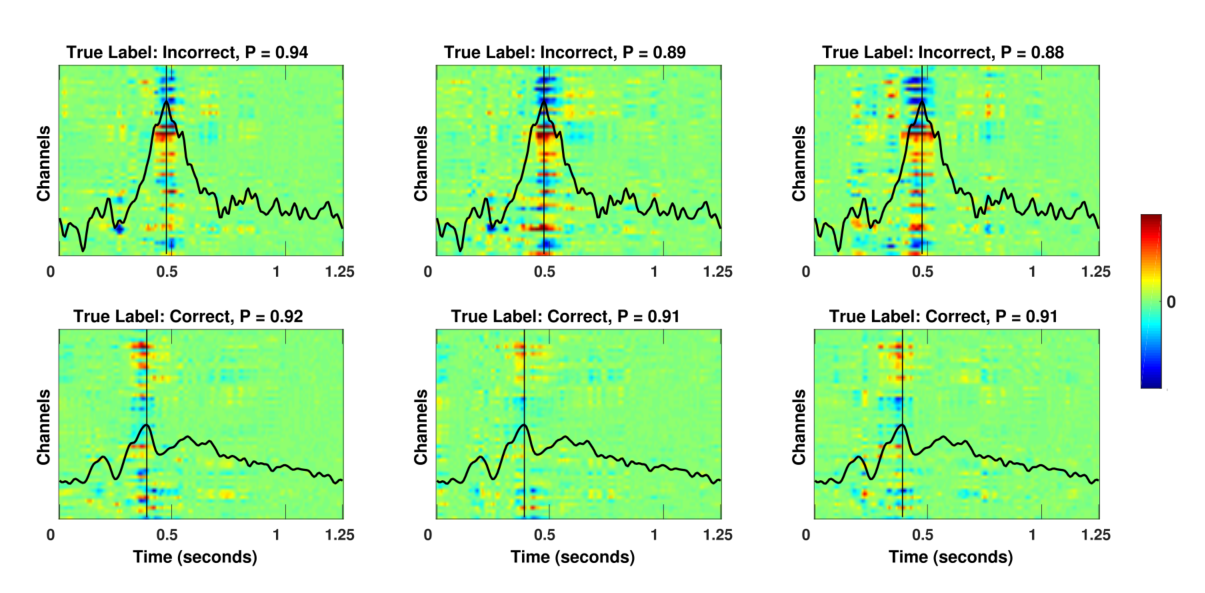 True Label: Incorrect, P = 0.94
True Label: Incorrect, P = 0.89
True Label: Incorrect, P = 0.88
Channels
Channels
Channels
0 0.5 1 1.25
0 0.5 1 1.25
0 0.5 1 1.25
0
True Label: Correct, P = 0.92
True Label: Correct, P = 0.91
True Label: Correct, P = 0.91
Channels
Channels
Channels
0 0.5 1 1.25
0 0.5 1 1.25
0 0.5 1 1.25
Time (seconds)
Time (seconds)
Time (seconds)